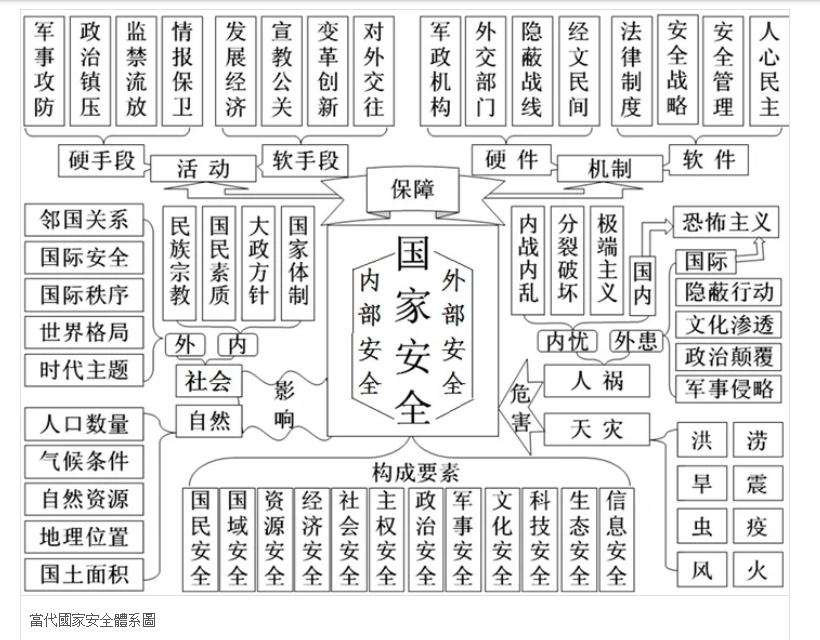 军事攻防
政治镇压
监禁流放
情报保卫
发展经济
宣教公关
变革创新
对外交往
军政机构
外交部门
隐蔽战线
经文民间
法律制度
安全战略
安全管理
人心民主
硬手段
活动
软手段
硬件
机制
软件
保障
邻国关系
国际安全
国际秩序
世界格局
时代主题
民族宗教
国民素质
大政方针
国家体制
外
内
社会
自然
影响
人口数量
气候条件
自然资源
地理位置
国土面积
内部安全
国家安全
外部安全
内战内乱
分裂破坏
极端主义
国内
恐怖主义
国际
隐蔽行动
文化渗透
政治颠覆
军事侵略
内忧
外患
人祸
危害
天灾
洪
涝
旱
震
虫
疫
风
火
构成要素
国民安全
国域安全
资源安全
经济安全
社会安全
主权安全
政治安全
军事安全
文化安全
科技安全
生态安全
信息安全
當代國家安全體系圖